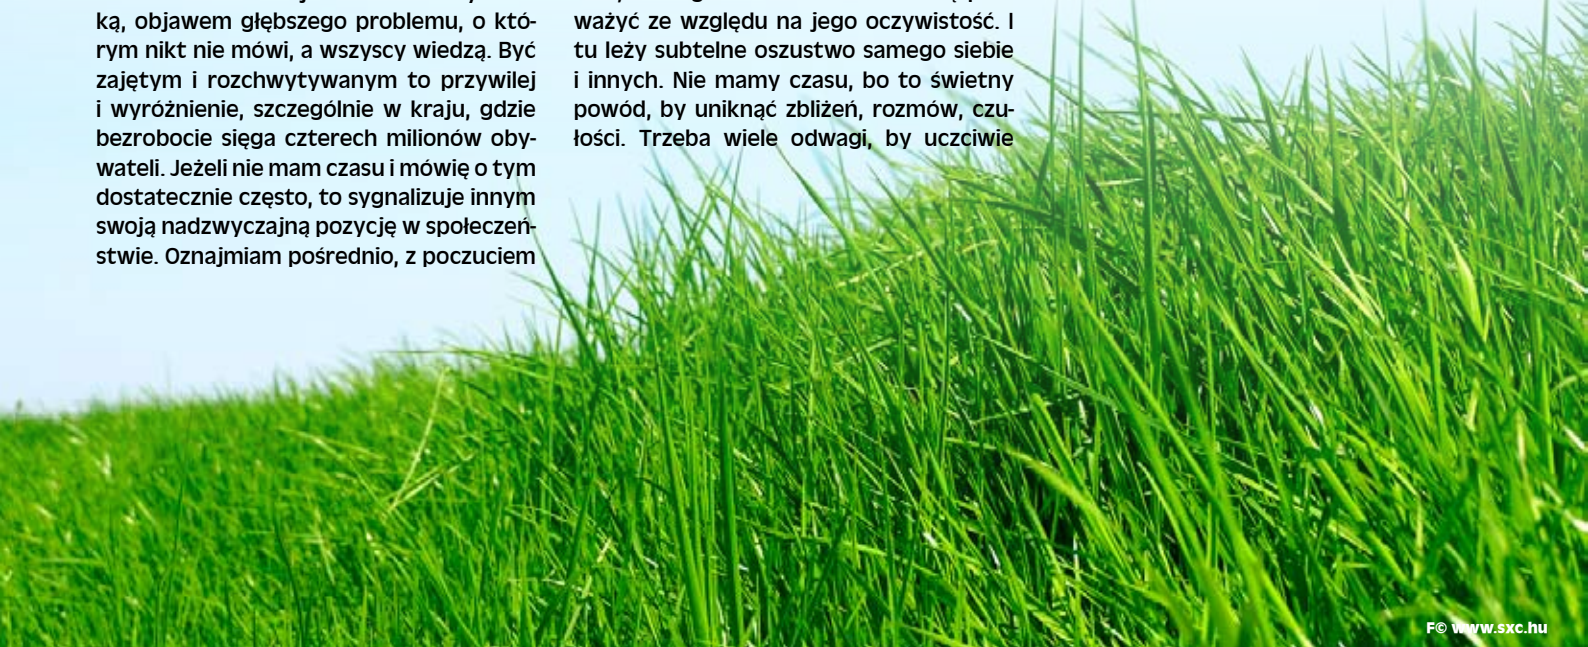 ką, objawem głębszego problemu, o któ-
rym nikt nie mówi, a wszyscy wiedzą. Być
zajętym i rozchwytywanym to przywilej
i wyróżnienie, szczególnie w kraju, gdzie
bezrobocie sięga czterech milionów oby-
wateli. Jeżeli nie mam czasu i mówię o tym
dostatecznie często, to sygnalizuje innym
swoją nadzwyczajną pozycję w społeczeń-
stwie. Oznajmiam pośrednio, z poczuciem
ważyć ze względu na jego oczywistość. I
tu leży subtelne oszustwo samego siebie
i innych. Nie mamy czasu, bo to świetny
powód, by uniknąć zbliżeń, rozmów, czu-
łości. Trzeba wiele odwagi, by uczciwie
F© www.sxc.hu